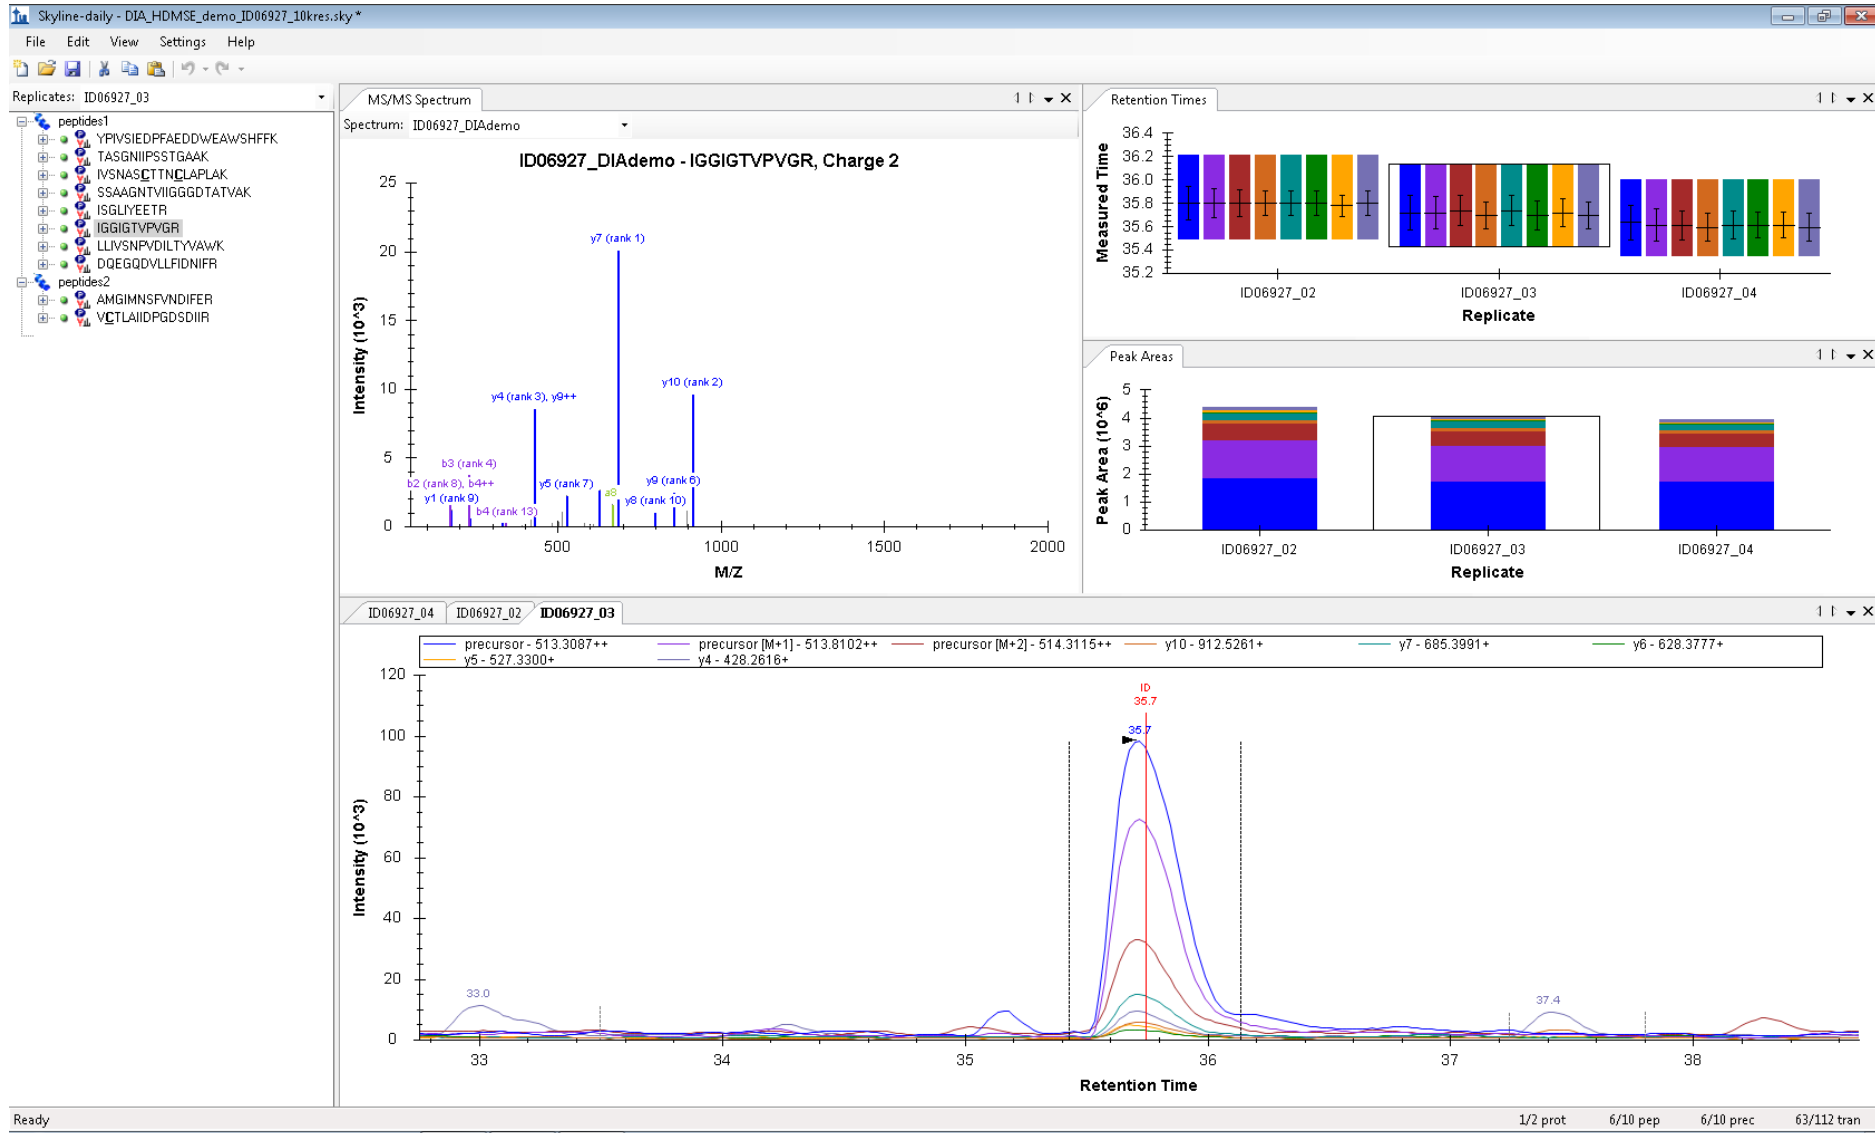 Skyline-daily - DIA_HDMSE_demo_ID06927_10kres.sky *
File Edit View Settings Help
Replicates: ID06927_03
peptides1
YPIVSIEDPFAEDDWEAWSHFFK
TASGNIIPSSTGAAK
IVSNASCTTNCLAPLAK
SSAAGNTVIIGGGDTATVAK
ISGLIYEETR
IGGIGTVPVGR
LLIVSNPVDILTYVAWK
DQEGQDVLLFIDNIFR
peptides2
AMGIMNSFVNDIFER
VCTLAIIDPGDSDIIR
MS/MS Spectrum
Spectrum: ID06927_DIAdemo
ID06927_DIAdemo - IGGIGTVPVGR, Charge 2
25
20
15
10
5
0
Intensity (10^3)
y7 (rank 1)
y10 (rank 2)
y4 (rank 3), y9++
b3 (rank 4)
b2 (rank 8), b4++
y1 (rank 9)
b4 (rank 13)
y5 (rank 7)
a8
y9 (rank 6)
y8 (rank 10)
500 1000 1500 2000
M/Z
Retention Times
36.4
36.2
36.0
35.8
35.6
35.4
35.2
Measured Time
ID06927_02 ID06927_03 ID06927_04
Replicate
Peak Areas
5
4
3
2
1
0
Peak Area (10^6)
ID06927_02 ID06927_03 ID06927_04
Replicate
ID06927_04 ID06927_02 ID06927_03
precursor - 513.3087++ precursor [M+1] - 513.8102++ precursor [M+2] - 514.3115++ y10 - 912.5261+ y7 - 685.3991+ y6 - 628.3777+
y5 - 527.3300+ y4 - 428.2616+
120
100
80
60
40
20
0
Intensity (10^3)
ID
35.7
35.7
33.0
37.4
33 34 35 36 37 38
Retention Time
Ready 1/2 prot 6/10 pep 6/10 prec 63/112 tran